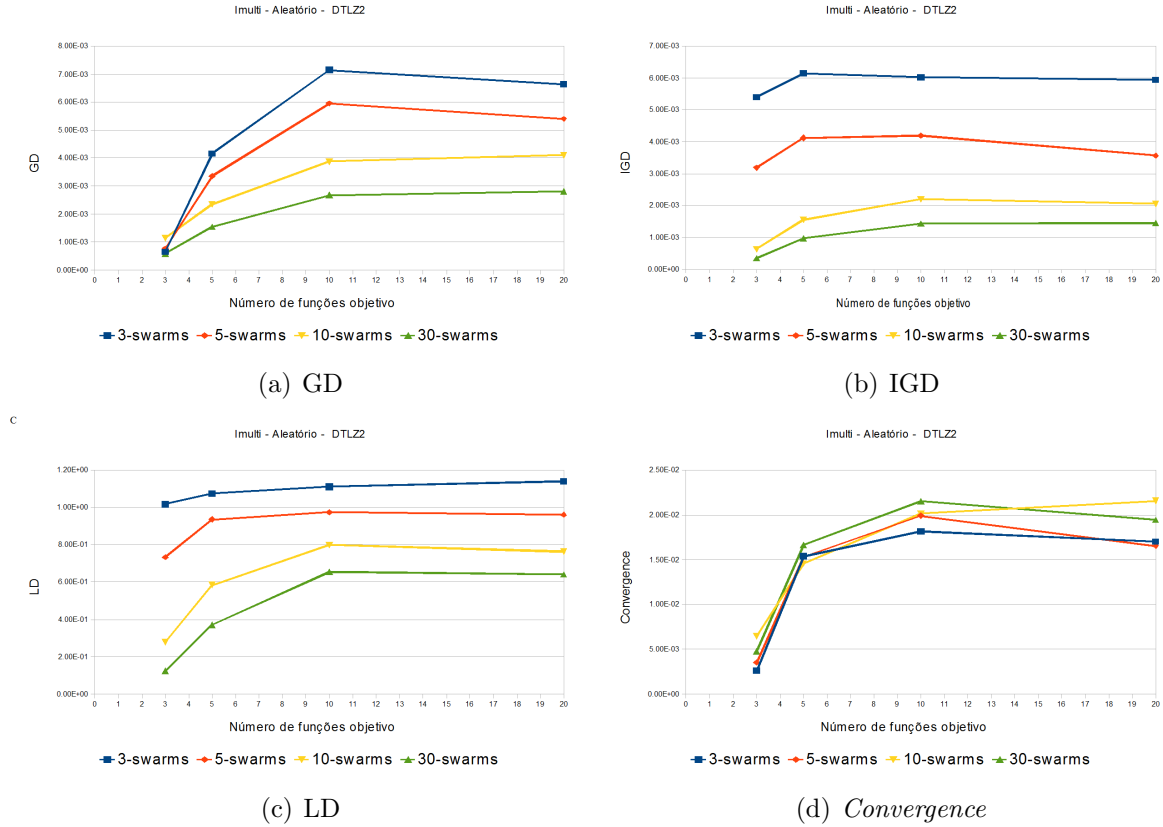 Imulti - Aleatório - DTLZ2
8.00E-03
7.00E-03
6.00E-03
5.00E-03
4.00E-03
3.00E-03
2.00E-03
1.00E-03
0.00E+00
GD
0 1 2 3 4 5 6 7 8 9 10 11 12 13 14 15 16 17 18 19 20
Número de funções objetivo
3-swarms 5-swarms 10-swarms 30-swarms
(a) GD
Imulti - Aleatório - DTLZ2
7.00E-03
6.00E-03
5.00E-03
4.00E-03
3.00E-03
2.00E-03
1.00E-03
0.00E+00
IGD
0 1 2 3 4 5 6 7 8 9 10 11 12 13 14 15 16 17 18 19 20
Número de funções objetivo
3-swarms 5-swarms 10-swarms 30-swarms
(b) IGD
c
Imulti - Aleatório - DTLZ2
1.20E+00
1.00E+00
8.00E-01
6.00E-01
4.00E-01
2.00E-01
0.00E+00
LD
0 1 2 3 4 5 6 7 8 9 10 11 12 13 14 15 16 17 18 19 20
Número de funções objetivo
3-swarms 5-swarms 10-swarms 30-swarms
(c) LD
Imulti - Aleatório - DTLZ2
2.50E-02
2.00E-02
1.50E-02
1.00E-02
5.00E-03
0.00E+00
Convergence
0 1 2 3 4 5 6 7 8 9 10 11 12 13 14 15 16 17 18 19 20
Número de funções objetivo
3-swarms 5-swarms 10-swarms 30-swarms
(d) Convergence